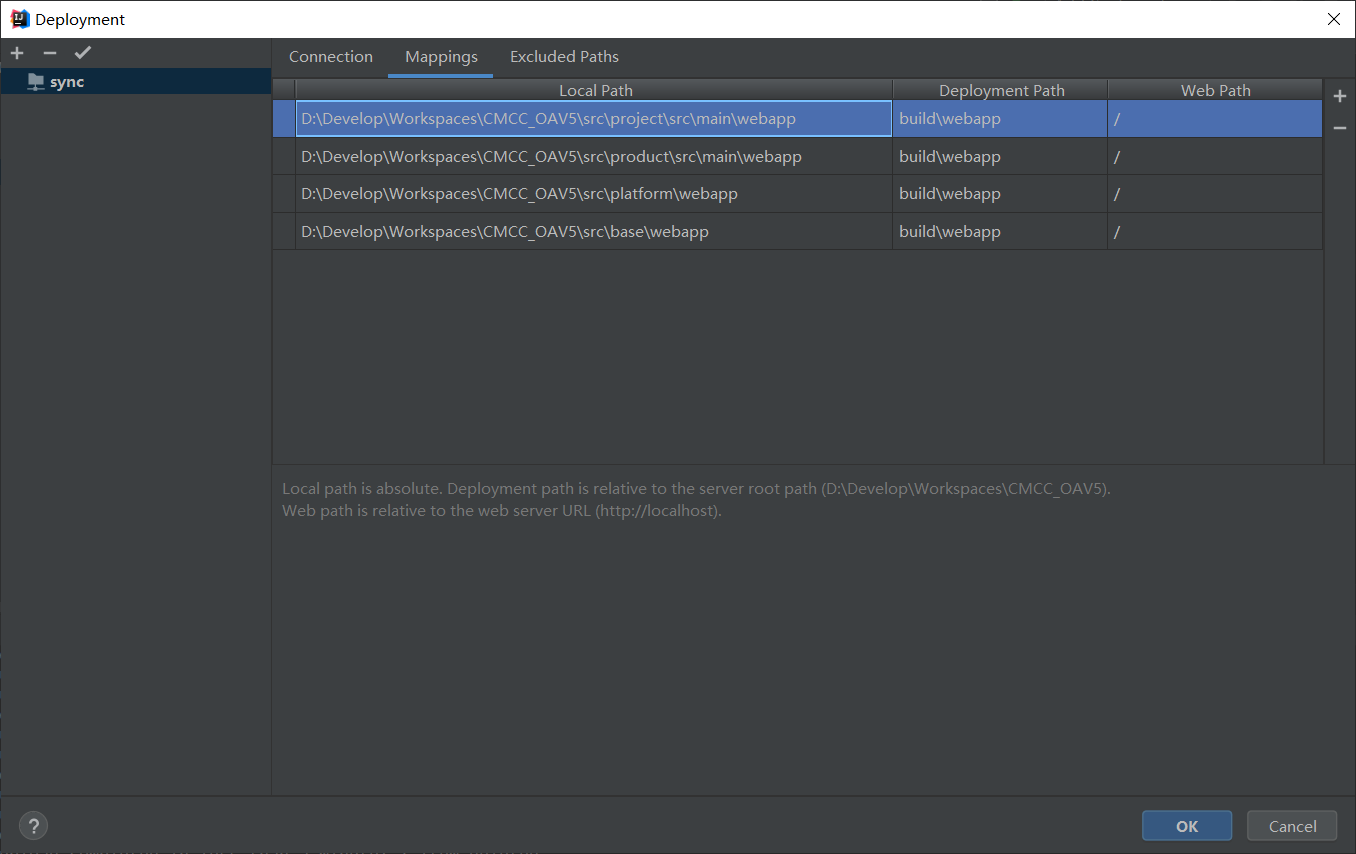 Deployment
sync
Connection Mappings Excluded Paths
Local Path Deployment Path Web Path
D:\Develop\Workspaces\CMCC_OAV5\src\project\src\main\webapp build\webapp /
D:\Develop\Workspaces\CMCC_OAV5\src\product\src\main\webapp build\webapp /
D:\Develop\Workspaces\CMCC_OAV5\src\platform\webapp build\webapp /
D:\Develop\Workspaces\CMCC_OAV5\src\base\webapp build\webapp /
Local path is absolute. Deployment path is relative to the server root path (D:\Develop\Workspaces\CMCC_OAV5).
Web path is relative to the web server URL (http://localhost).
? OK Cancel